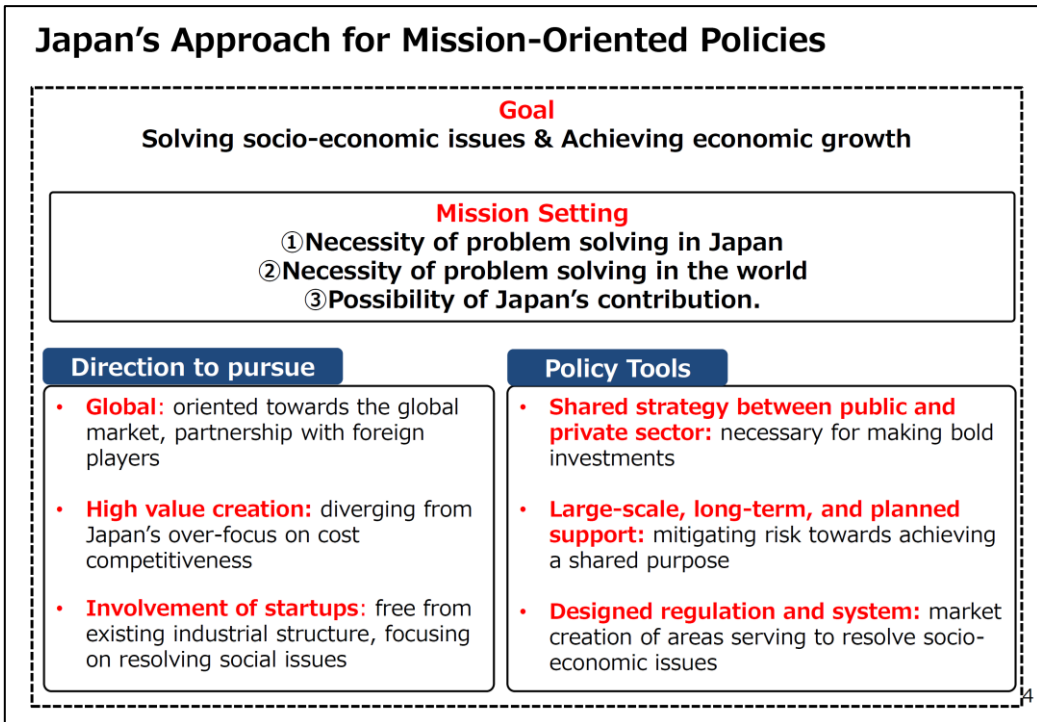 Japan’s Approach for Mission-Oriented Policies
Goal
Solving socio-economic issues & Achieving economic growth
Mission Setting
①Necessity of problem solving in Japan
②Necessity of problem solving in the world
③Possibility of Japan’s contribution.
Direction to pursue
• Global: oriented towards the global
market, partnership with foreign
players
• High value creation: diverging from
Japan’s over-focus on cost
competitiveness
• Involvement of startups: free from
existing industrial structure, focusing
on resolving social issues
Policy Tools
• Shared strategy between public and
private sector: necessary for making bold
investments
• Large-scale, long-term, and planned
support: mitigating risk towards achieving
a shared purpose
• Designed regulation and system: market
creation of areas serving to resolve socio-
economic issues
4